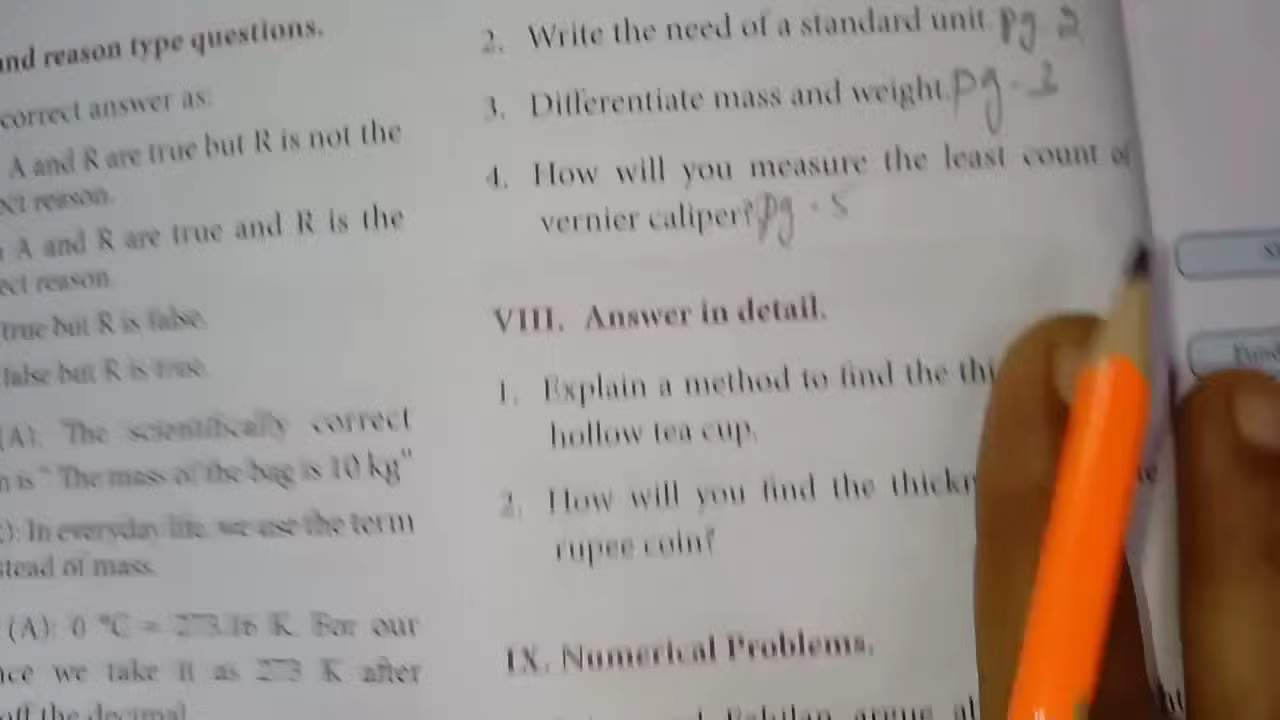 and reason type questions.
correct answer as:
A and R are true but R is not the
reason.
A and R are true and R is the
reason.
true but R is false.
false but R is true.
(A): The scientifically correct
is " The mass of the bag is 10 kg"
In everyday life, we use the term
of mass.
(A): 0 °C = 273.16 K. For our
we take it as 273 K after
off the decimal
2. Write the need of a standard unit. pg 2
3. Differentiate mass and weight. pg -
4. How will you measure the least count of
vernier caliper? pg - 5
VIII. Answer in detail.
1. Explain a method to find the
hollow tea cup.
2. How will you find the
rupee coin?
IX. Numerical Problems.
argue